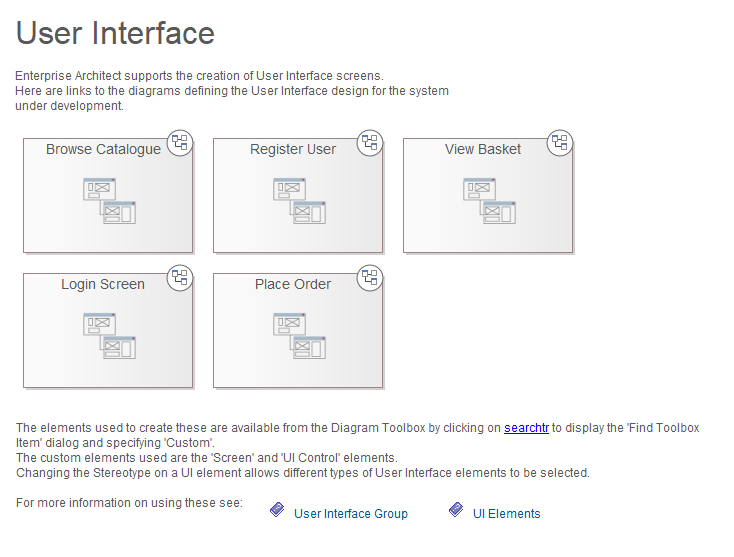 User Interface
Enterprise Architect supports the creation of User Interface screens.
Here are links to the diagrams defining the User Interface design for the system
under development.
Browse Catalogue
Register User
View Basket
Login Screen
Place Order
The elements used to create these are available from the Diagram Toolbox by clicking on searchtr to display the 'Find Toolbox
Item' dialog and specifying 'Custom'.
The custom elements used are the 'Screen' and 'UI Control' elements.
Changing the Stereotype on a UI element allows different types of User Interface elements to be selected.
For more information on using these see:
User Interface Group
UI Elements